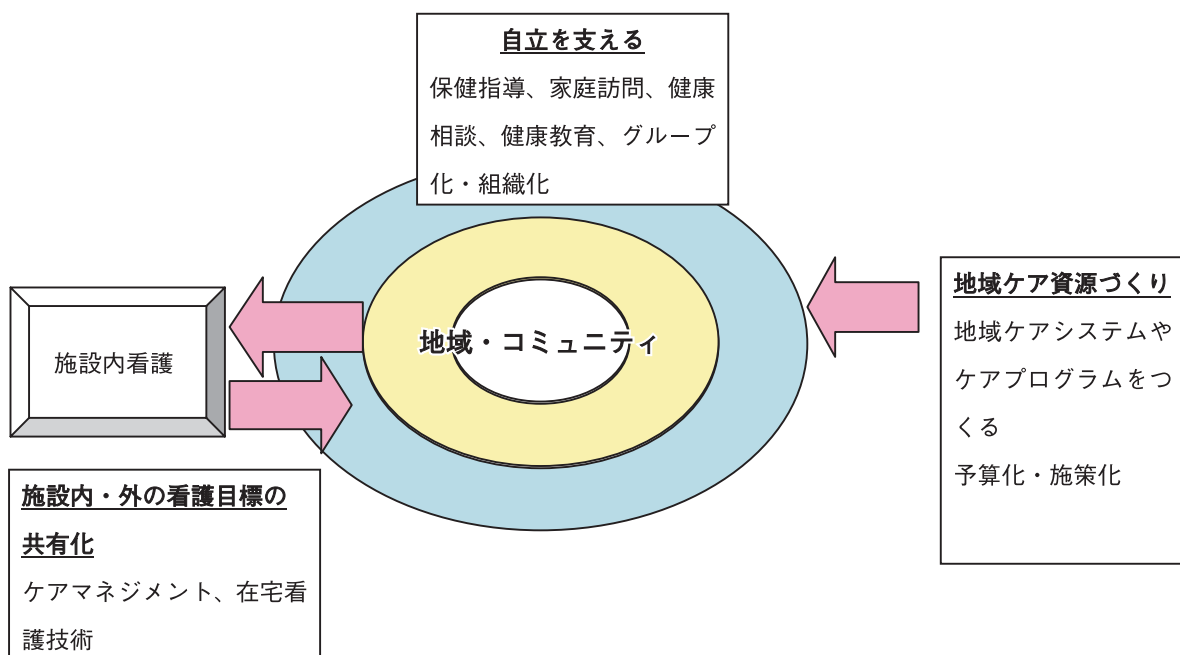 自立を支える
保健指導、家庭訪問、健康
相談、健康教育、グループ
化・組織化
地域・コミュニティ
施設内看護
地域ケア資源づくり
地域ケアシステムや
ケアプログラムをつ
くる
予算化・施策化
施設内・外の看護目標の
共有化
ケアマネジメント、在宅看
護技術